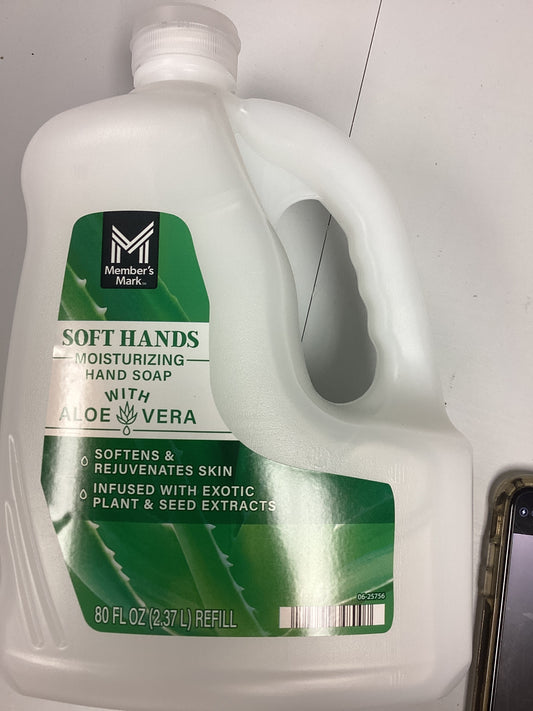 Member's
Mark™
SOFT HANDS
MOISTURIZING
HAND SOAP
WITH
ALOE VERA
SOFTENS &
REJUVENATES SKIN
INFUSED WITH EXOTIC
PLANT & SEED EXTRACTS
06-25756
80 FL OZ (2.37 L) REFILL